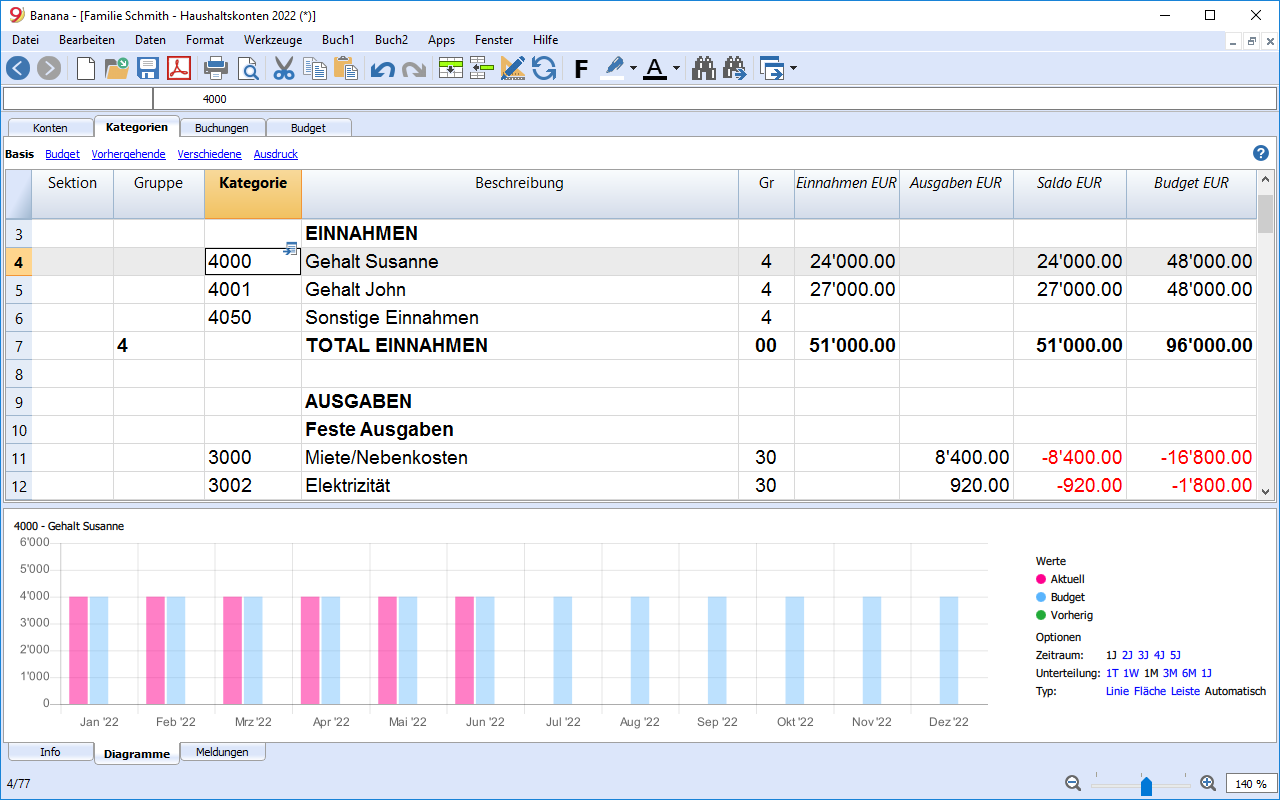 Banana - [Familie Schmith - Haushaltskonten 2022 (*)]
Datei Bearbeiten Daten Format Werkzeuge Buch1 Buch2 Apps Fenster Hilfe
F A
4000
Konten Kategorien Buchungen Budget
Basis Budget Vorhergehende Verschiedene Ausdruck ?
Sektion Gruppe Kategorie Beschreibung Gr Einnahmen EUR Ausgaben EUR Saldo EUR Budget EUR
3 EINNAHMEN
4 4000 Gehalt Susanne 4 24'000.00 24'000.00 48'000.00
5 4001 Gehalt John 4 27'000.00 27'000.00 48'000.00
6 4050 Sonstige Einnahmen 4
7 4 TOTAL EINNAHMEN 00 51'000.00 51'000.00 96'000.00
8
9 AUSGABEN
10 Feste Ausgaben
11 3000 Miete/Nebenkosten 30 8'400.00 -8'400.00 -16'800.00
12 3002 Elektrizität 30 920.00 -920.00 -1'800.00
4000 - Gehalt Susanne
6'000
5'000
4'000
3'000
2'000
1'000
0
Jan '22 Feb '22 Mrz '22 Apr '22 Mai '22 Jun '22 Jul '22 Aug '22 Sep '22 Okt '22 Nov '22 Dez '22
Werte
Aktuell
Budget
Vorherig
Optionen
Zeitraum: 1J 2J 3J 4J 5J
Unterteilung: 1T 1W 1M 3M 6M 1J
Typ: Linie Fläche Leiste Automatisch
Info Diagramme Meldungen
4/77 140 %